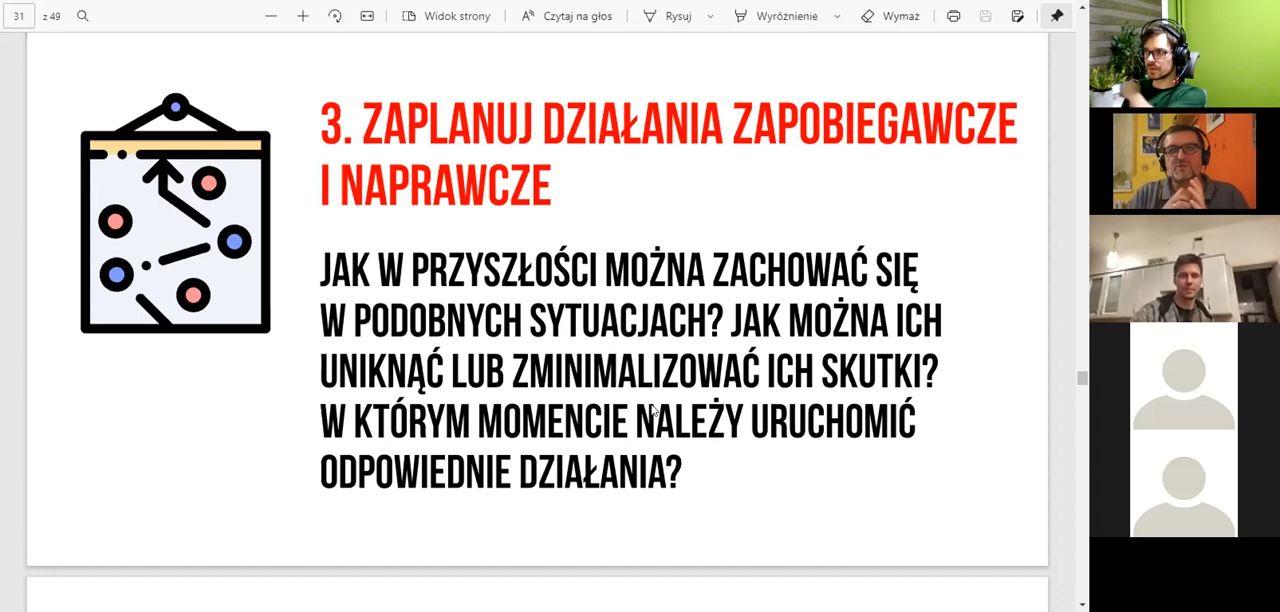 31 z 49 Widok strony Czytaj na głos Rysuj Wyróżnienie Wymaż
3. ZAPLANUJ DZIAŁANIA ZAPOBIEGAWCZE
I NAPRAWCZE
JAK W PRZYSZŁOŚCI MOŻNA ZACHOWAĆ SIĘ
W PODOBNYCH SYTUACJACH? JAK MOŻNA ICH
UNIKNĄĆ LUB ZMINIMALIZOWAĆ ICH SKUTKI?
W KTÓRYM MOMENCIE NALEŻY URUCHOMIĆ
ODPOWIEDNIE DZIAŁANIA?